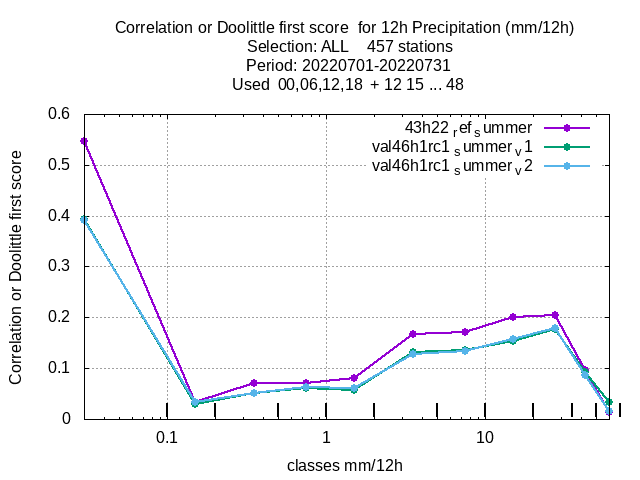 Correlation or Doolittle first score  for 12h Precipitation (mm/12h)
Selection: ALL    457 stations
Period: 20220701-20220731
Used  00,06,12,18  + 12 15 ... 48
Correlation or Doolittle first score
0.6
0.5
0.4
0.3
0.2
0.1
0
43h22 ref summer
val46h1rc1 summer v1
val46h1rc1 summer v2
0.1 1 10
classes mm/12h